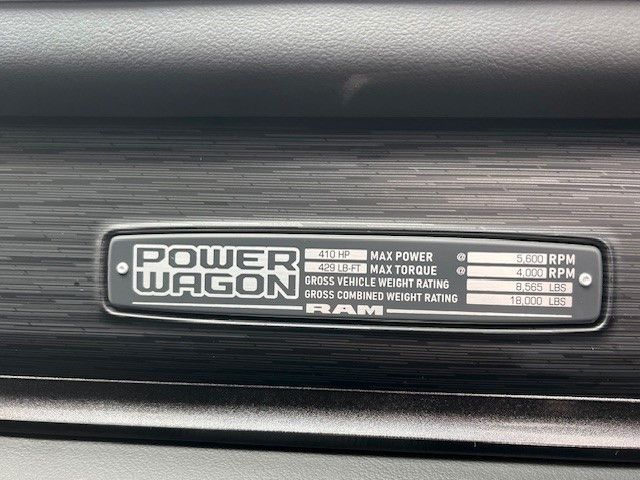 POWER WAGON
410 HP MAX POWER @ 5,600 RPM
429 LB-FT MAX TORQUE @ 4,000 RPM
GROSS VEHICLE WEIGHT RATING 8,565 LBS
GROSS COMBINED WEIGHT RATING 18,000 LBS
RAM